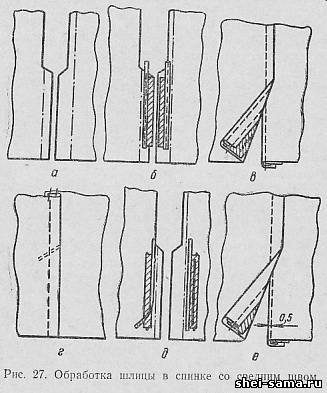 а б в
0,5
г д е
Рис. 27. Обработка шлицы в спинке со средним швом.
shei-sama.ru